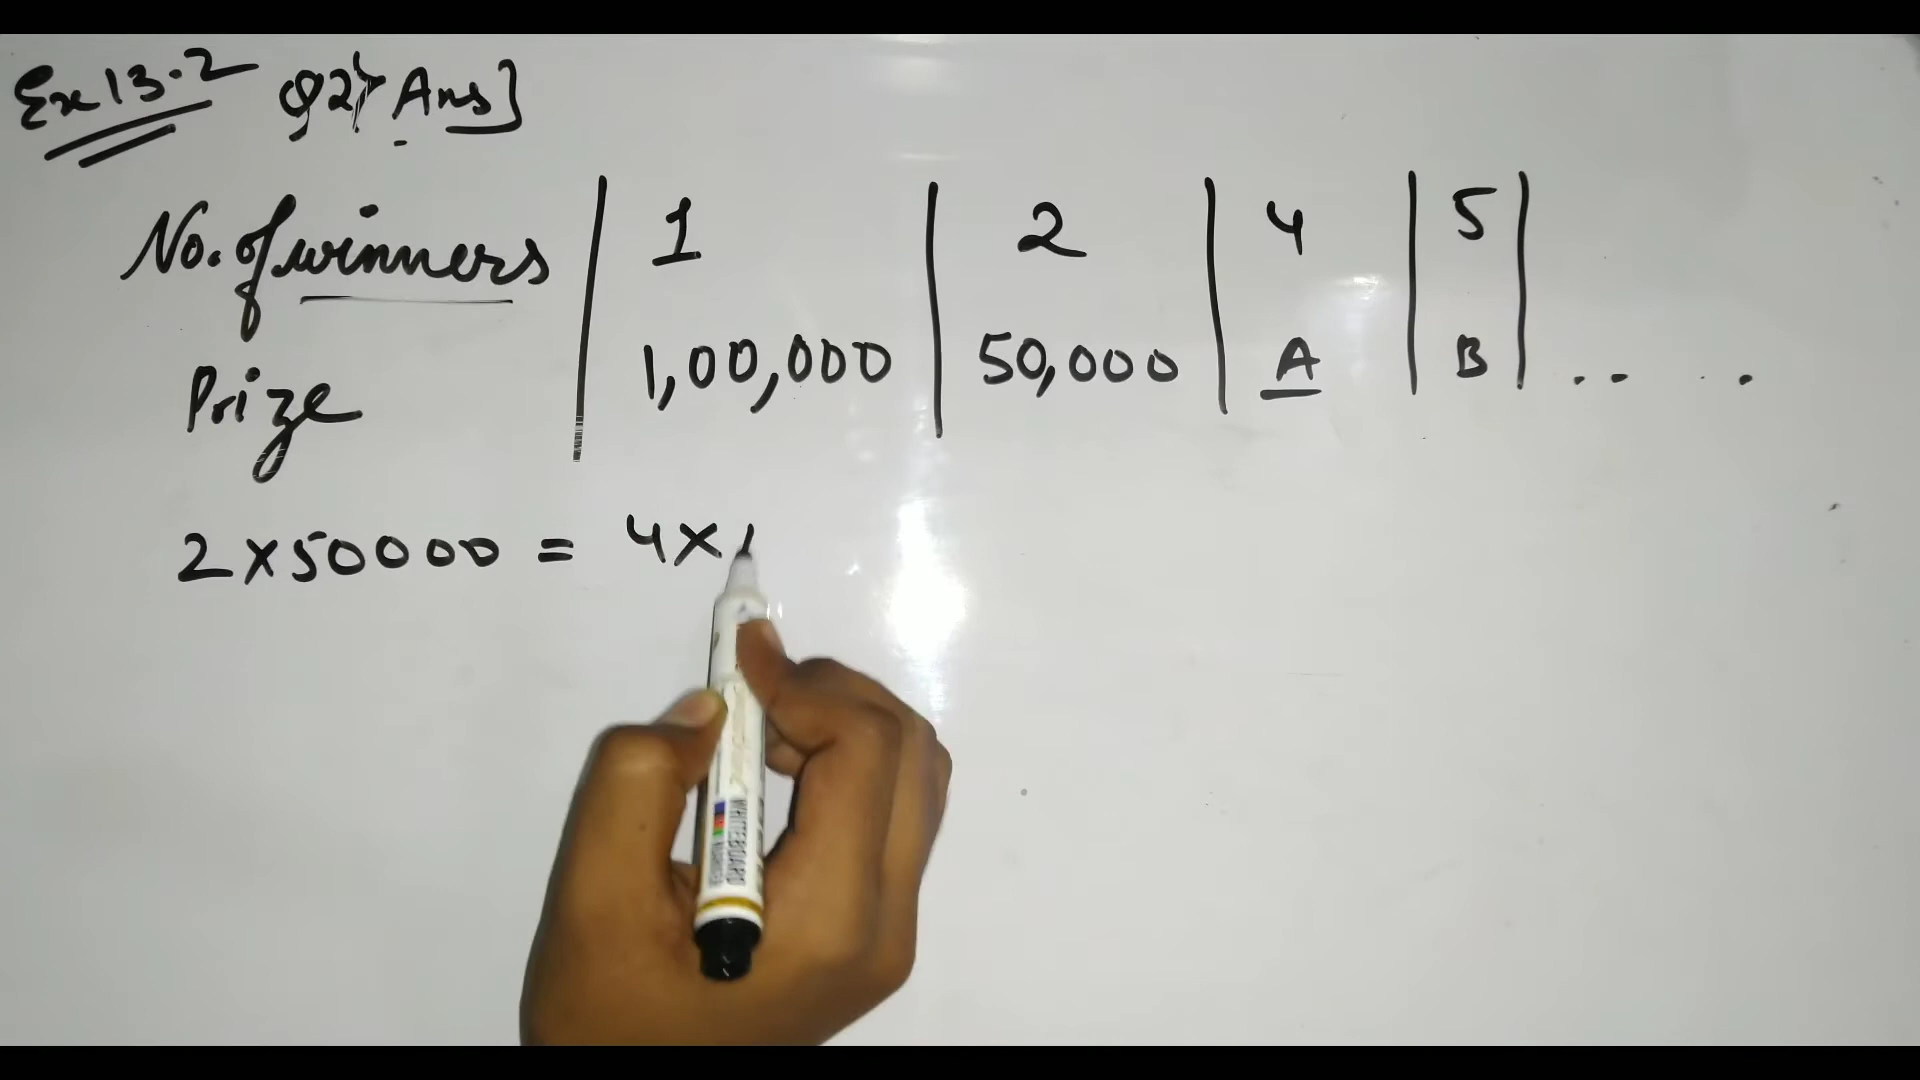 Ex 13.2 Q2} Ans]
No. of winners | 1 | 2 | 4 | 5 |
Prize | 1,00,000 | 50,000 | A | B | .. .
2 × 50000 = 4 ×
WHITEBOARD